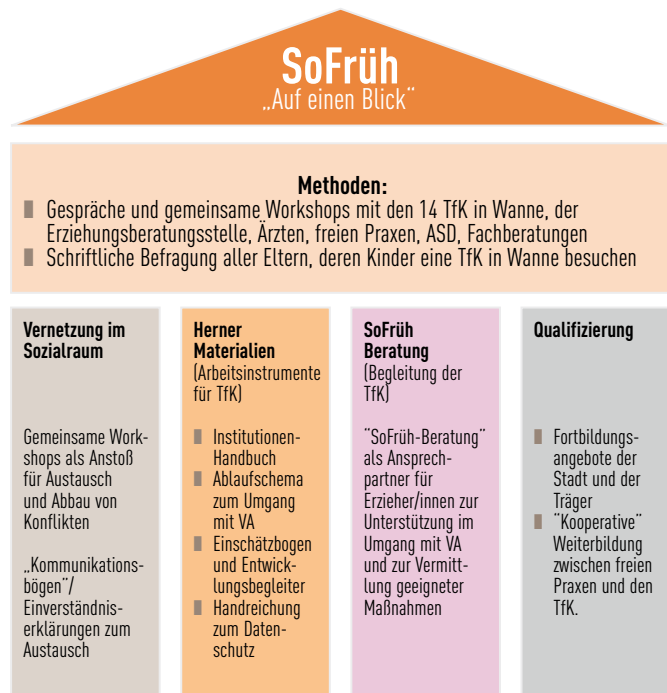 SoFrüh
„Auf einen Blick“
Methoden:
Gespräche und gemeinsame Workshops mit den 14 TfK in Wanne, der
Erziehungsberatungsstelle, Ärzten, freien Praxen, ASD, Fachberatungen
Schriftliche Befragung aller Eltern, deren Kinder eine TfK in Wanne besuchen
Vernetzung im
Sozialraum
Gemeinsame Work-
shops als Anstoß
für Austausch
und Abbau von
Konflikten
„Kommunikations-
bögen“/
Einverständnis-
erklärungen zum
Austausch
Herner
Materialien
(Arbeitsinstrumente
für TfK)
Institutionen-
Handbuch
Ablaufschema
zum Umgang
mit VA
Einschätzbogen
und Entwick-
lungsbegleiter
Handreichung
zum Daten-
schutz
SoFrüh
Beratung
(Begleitung der
TfK)
“SoFrüh-Beratung”
als Ansprech-
partner für
Erzieher/innen zur
Unterstützung im
Umgang mit VA
und zur Vermitt-
lung geeigneter
Maßnahmen
Qualifizierung
Fortbildungs-
angebote der
Stadt und der
Träger
“Kooperative”
Weiterbildung
zwischen freien
Praxen und den
TfK.